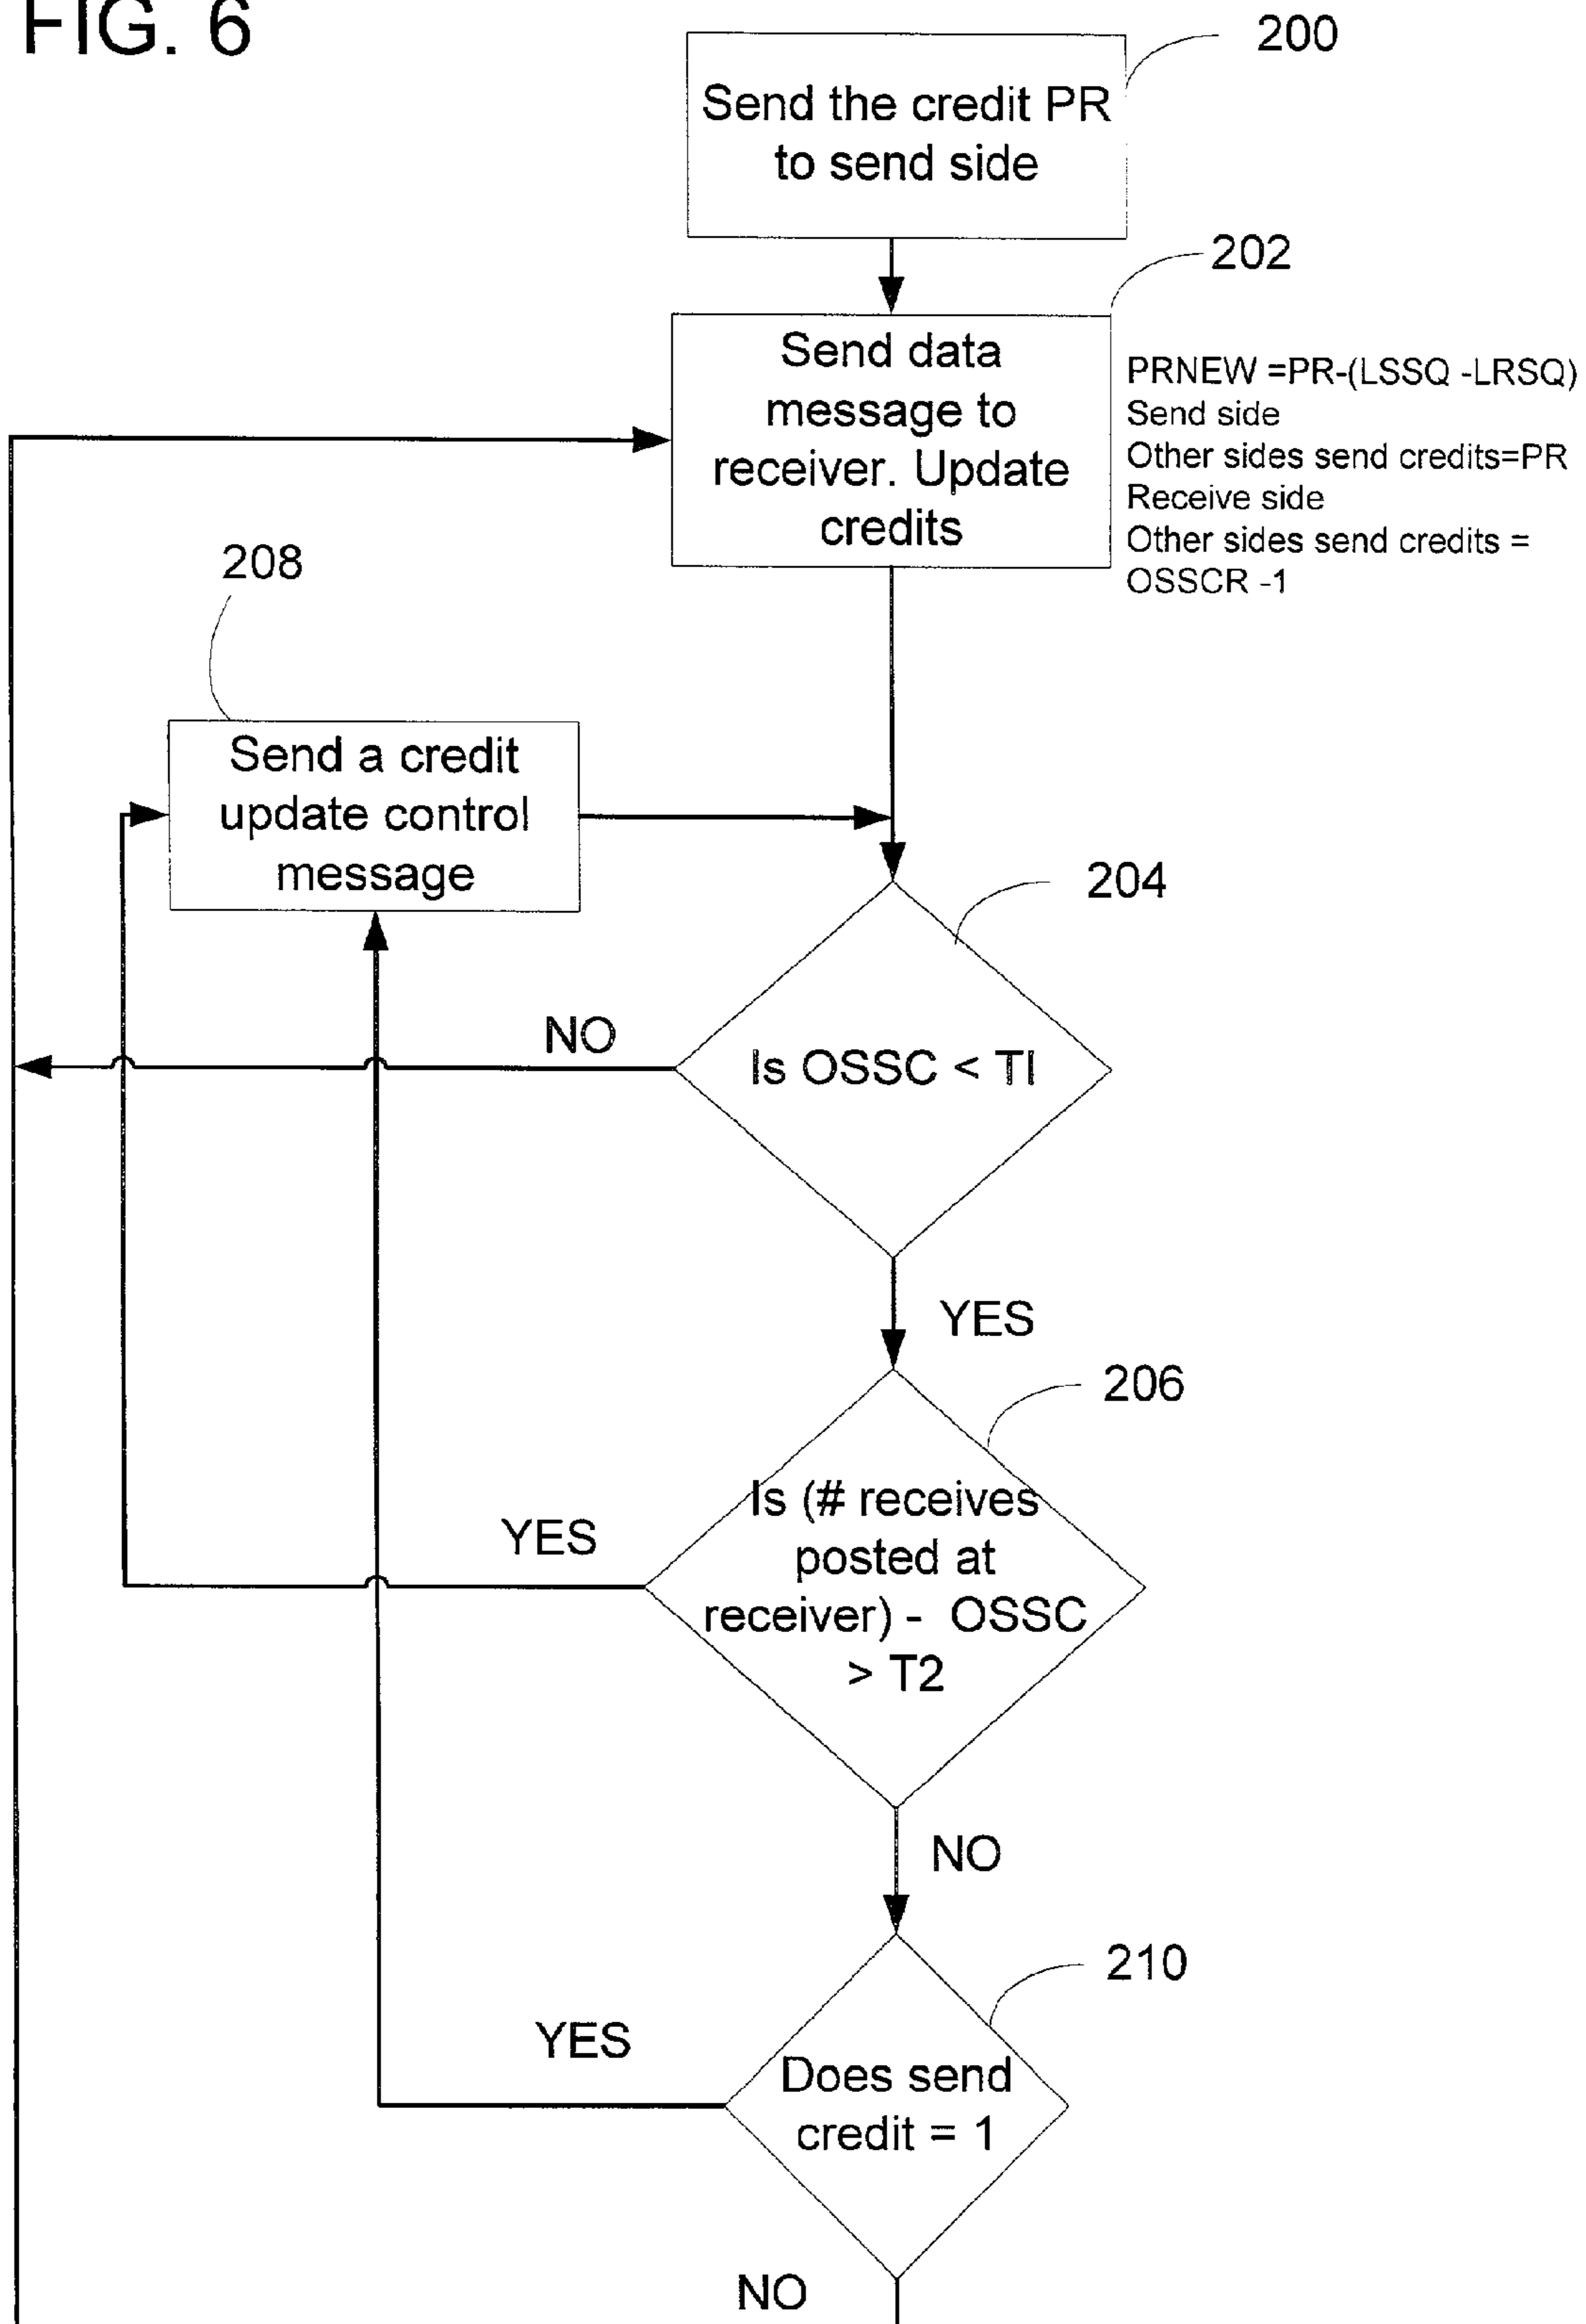 FIG. 6
200
Send the credit PR
to send side
202
Send data
message to
receiver. Update
credits
PRNEW =PR-(LSSQ -LRSQ)
Send side
Other sides send credits=PR
Receive side
Other sides send credits =
OSSCR -1
208
Send a credit
update control
message
204
NO
Is OSSC < TI
YES
206
Is (# receives
posted at
receiver) - OSSC
> T2
YES
NO
210
YES
Does send
credit = 1
NO